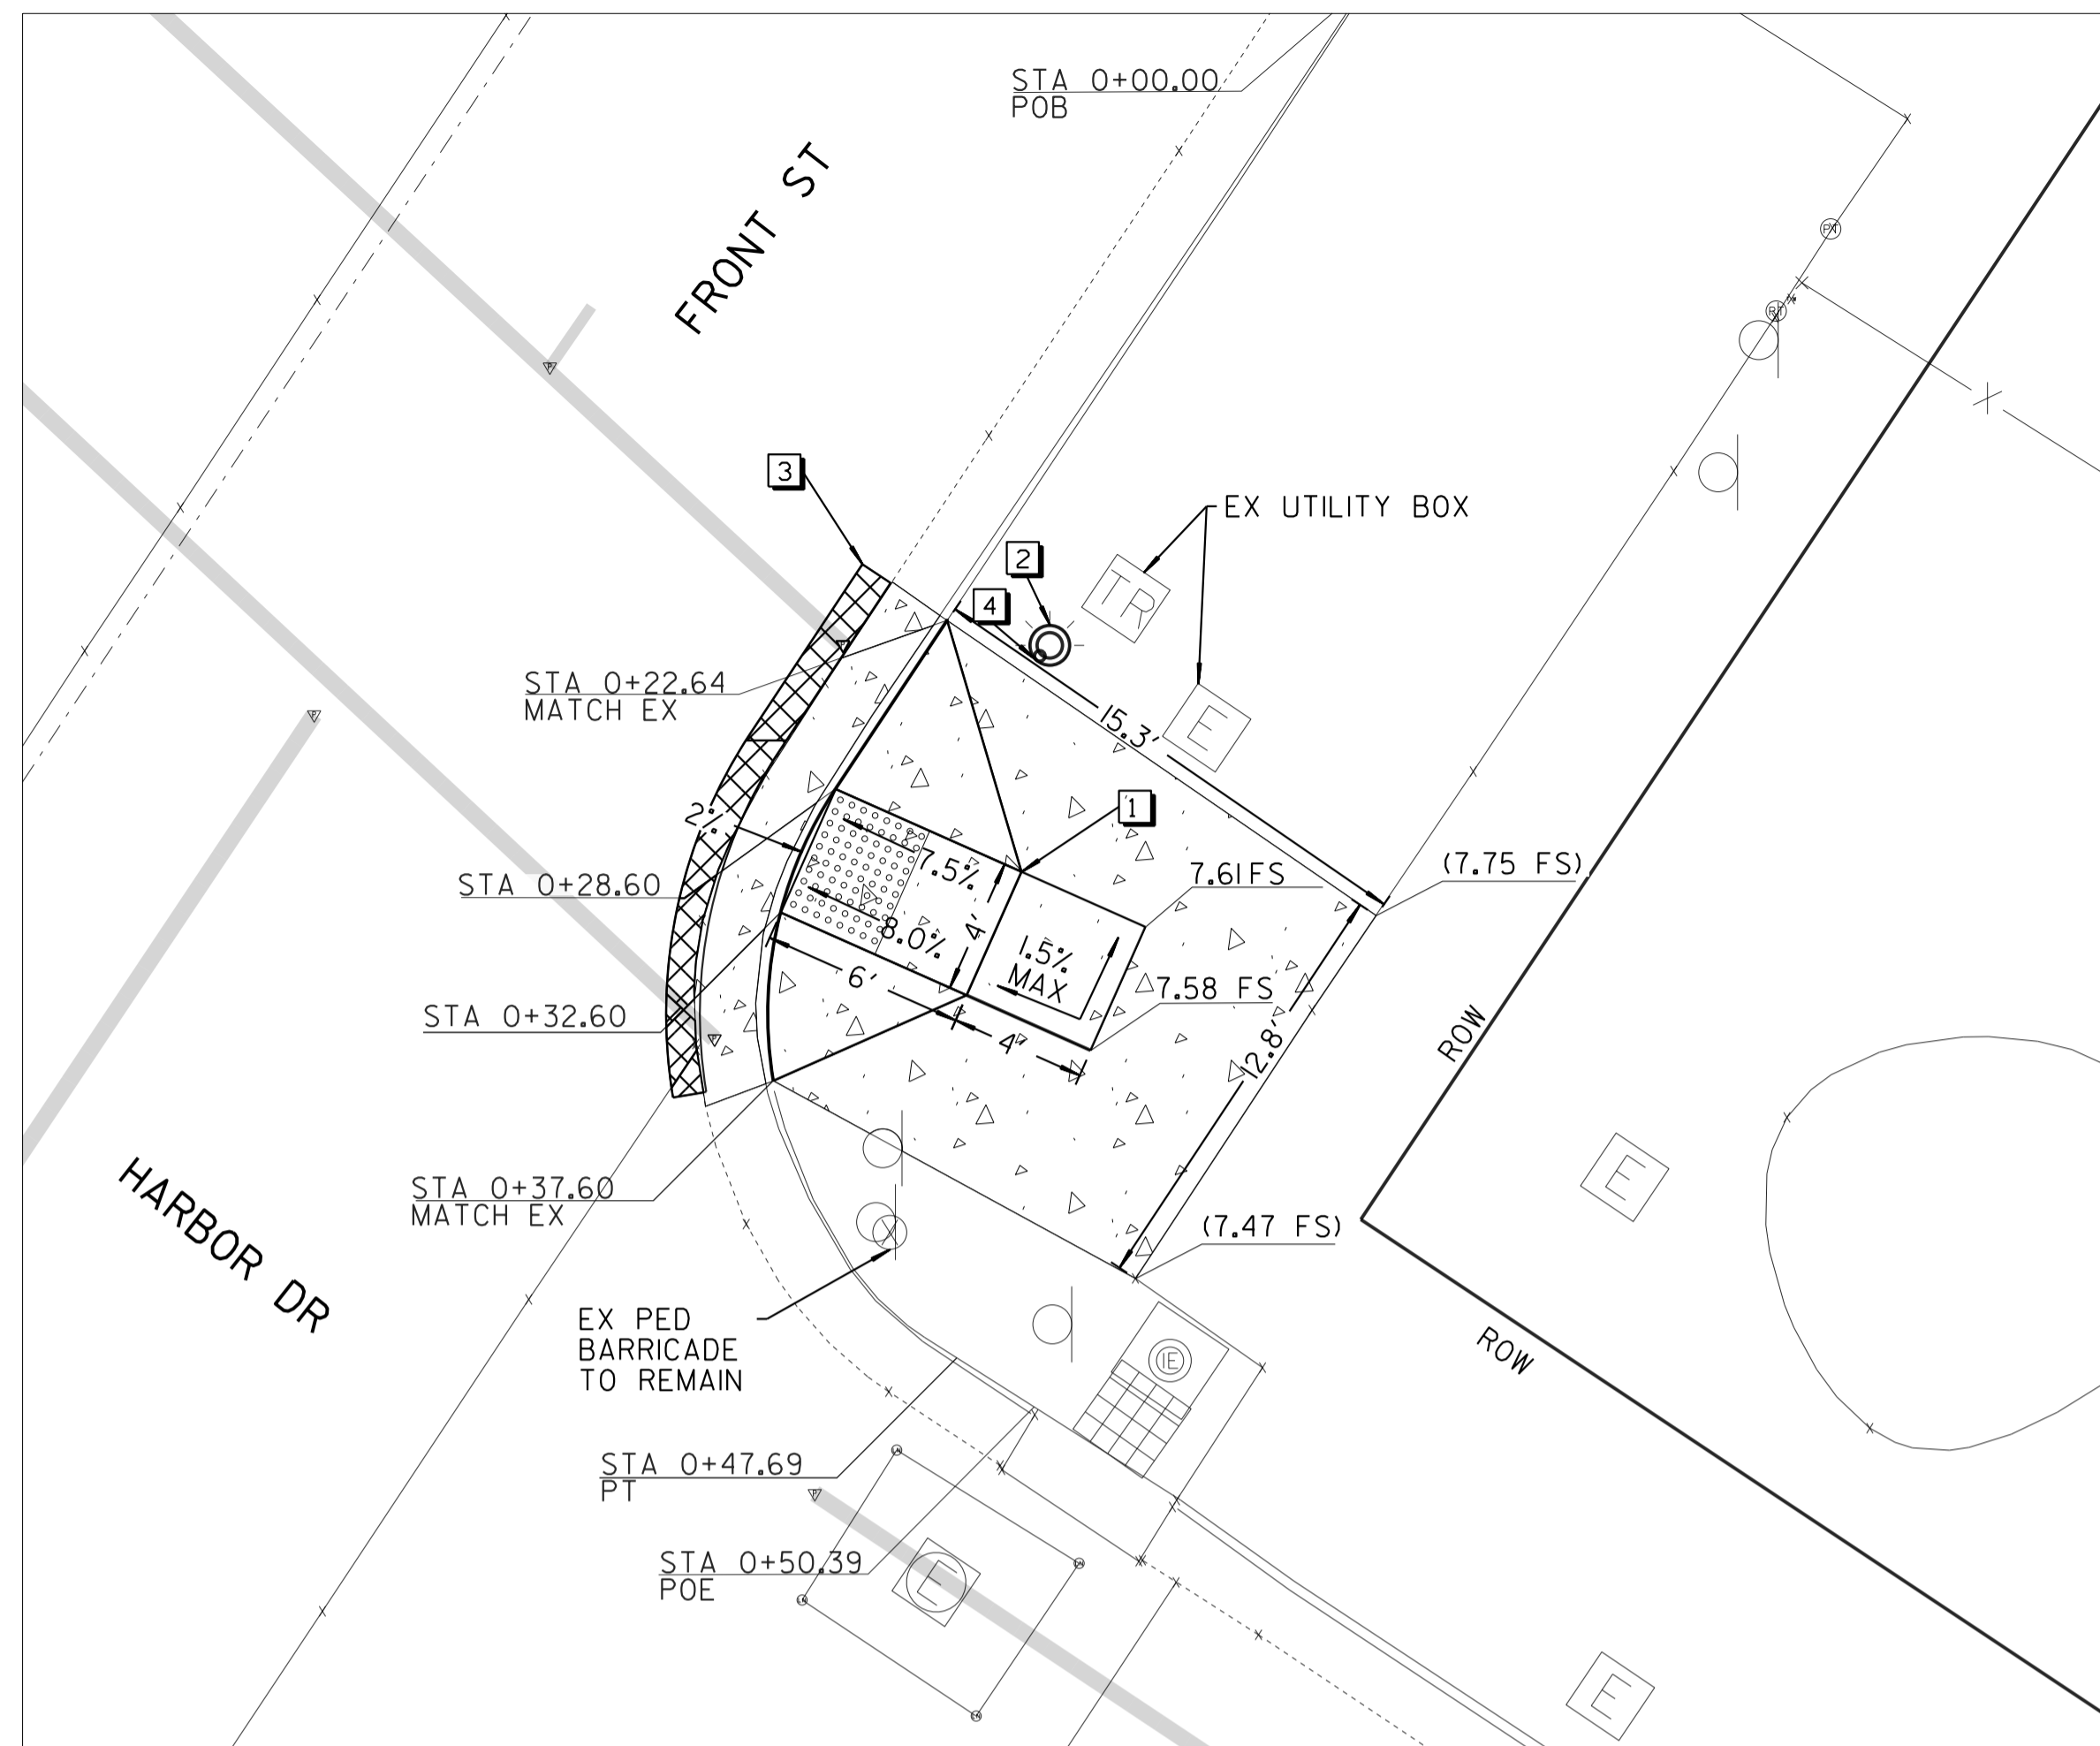 STA 0+00.00
POB
FRONT ST
PT
RT
3
EX UTILITY BOX
2
TR
4
STA 0+22.64
MATCH EX
15.3'
E
1
2%
7.5%
7.61FS
(7.75 FS)
STA 0+28.60
8.0%
4'
1.5%
MAX
6'
7.58 FS
STA 0+32.60
4'
12.8'
ROW
STA 0+37.60
MATCH EX
HARBOR DR
(7.47 FS)
E
EX PED
BARRICADE
TO REMAIN
ROW
IE
STA 0+47.69
PT
P
STA 0+50.39
POE
E
E